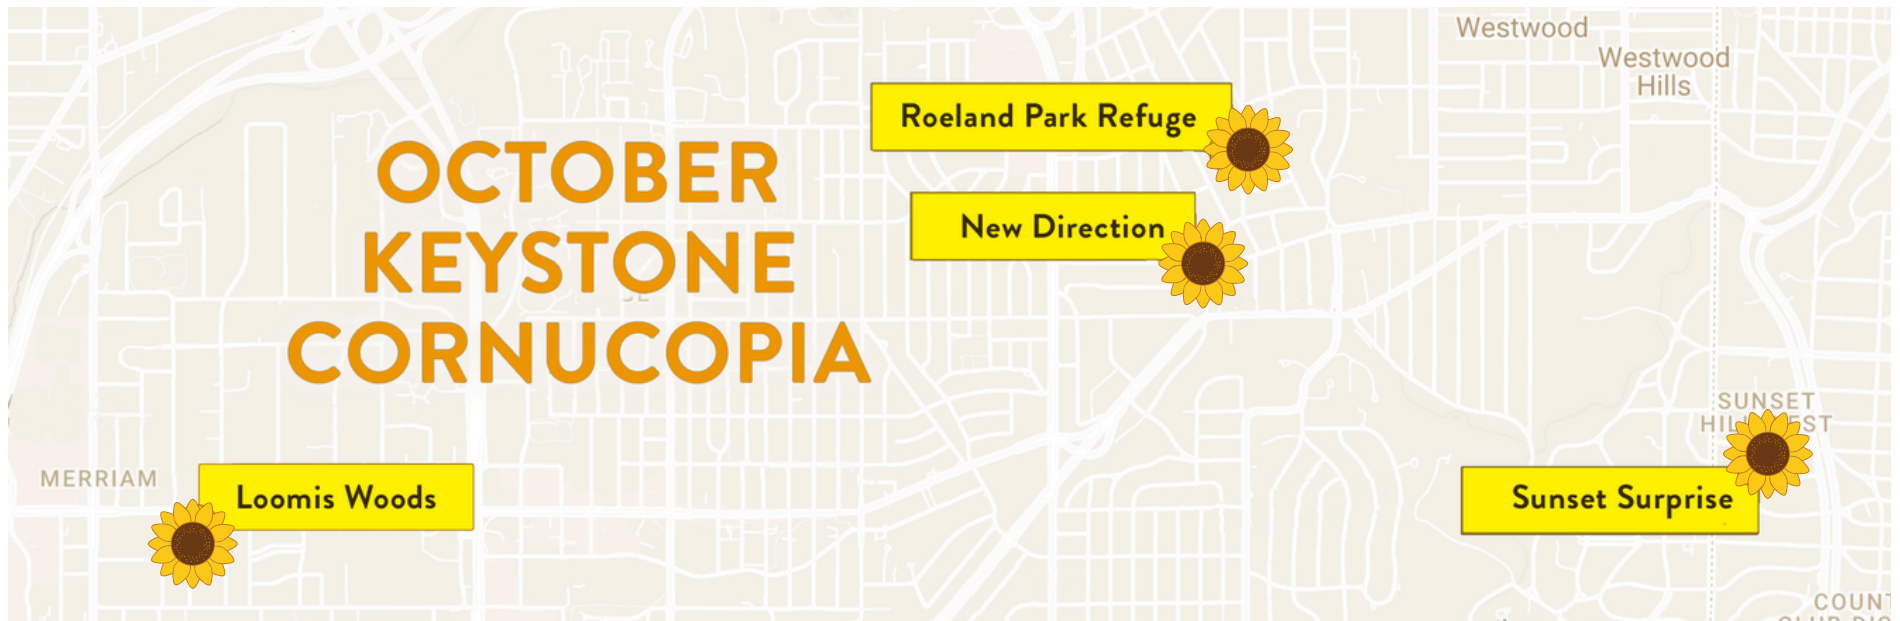 Westwood
Westwood
Hills
Roeland Park Refuge
OCTOBER
KEYSTONE
CORNUCOPIA
New Direction
SUNSET
MERRIAM
Loomis Woods
Sunset Surprise